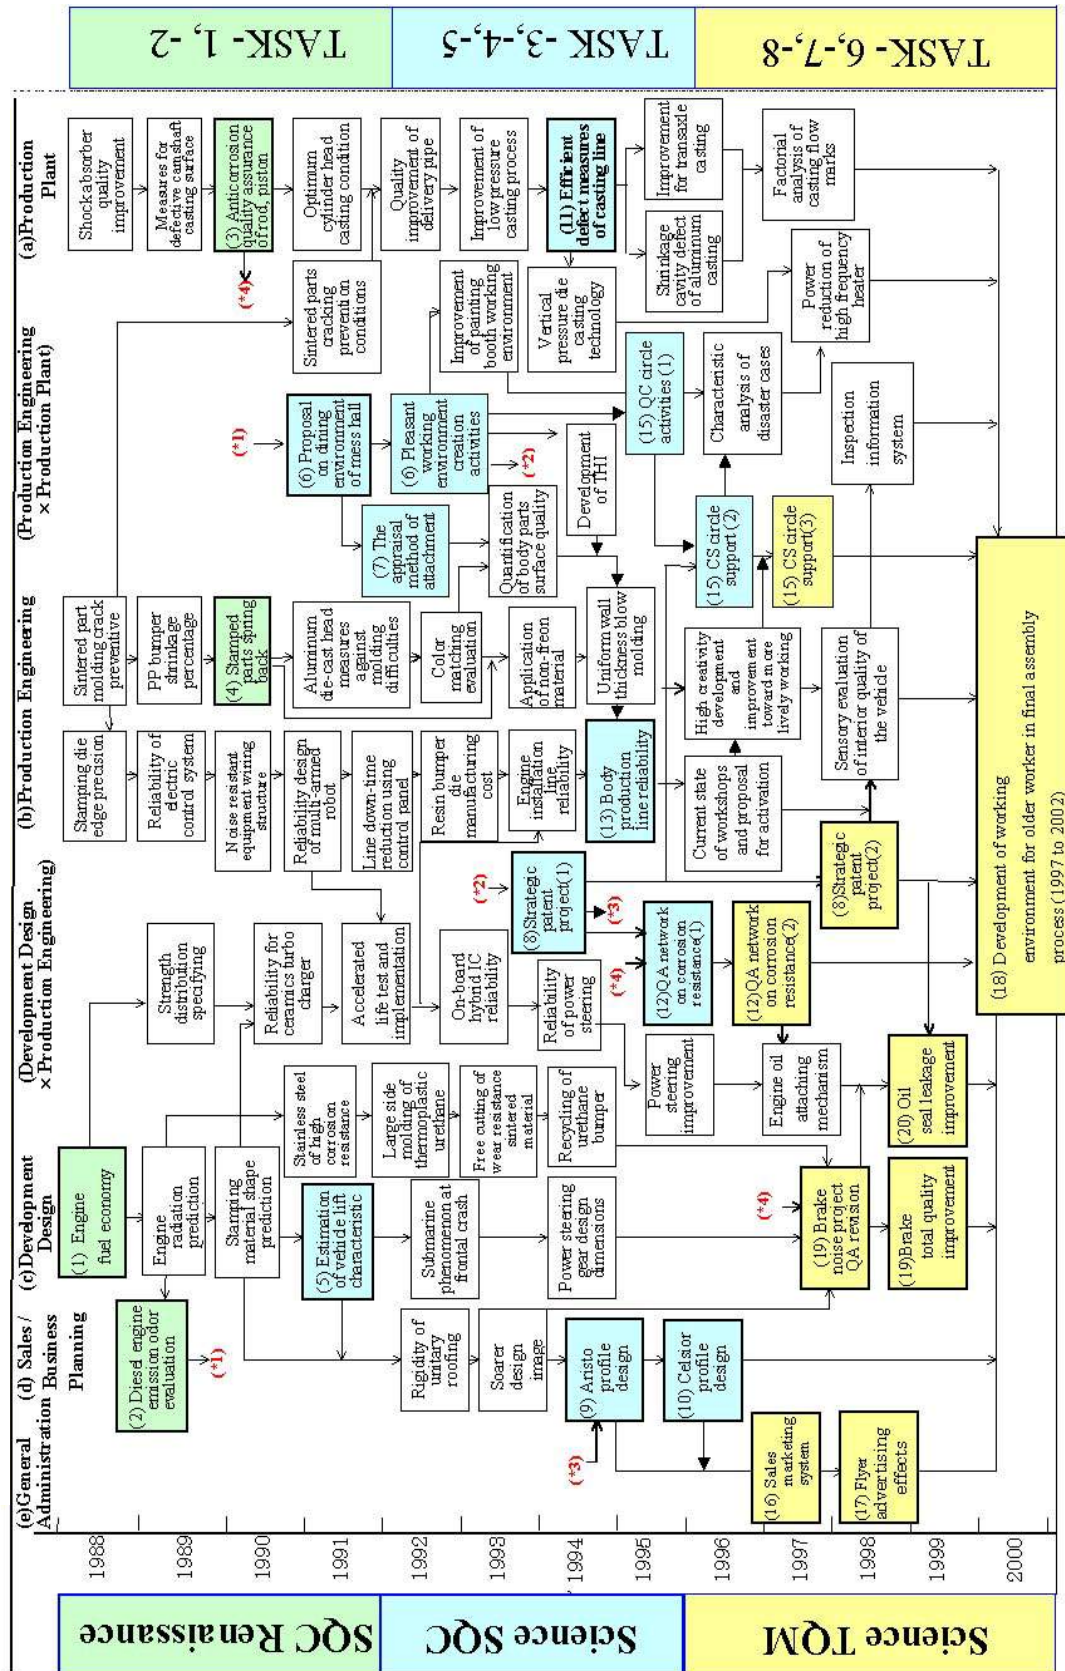 TASK - 1, -2
TASK -3,-4,-5
TASK - 6,-7,-8
(a)Production
Plant
(Production Engineering
× Production Plant)
(b)Production Engineering
(Development Design
× Production Engineering)
(c)Development
Design
(d) Sales /
Business
Planning
(e)General
Administration
1988
1989
1990
1991
1992
1993
1994
1995
1996
1997
1998
1999
2000
SQC Renaissance
Science SQC
Science TQM
Shockabsorber
quality
improvement
Measures for
defective camshaft
casting surface
(3) Anticorrosion
quality assurance
of rod, piston
(*4)
Optimum
cylinder head
casting condition
Quality
improvement of
delivery pipe
Improvement of
low pressure
casting process
(11) Efficient
defect measures
of casting line
Improvement
for transaxle
casting
Shrinkage
cavity defect
of aluminum
casting
Factorial
analysis of
casting flow
marks
Sintered parts
cracking
prevention
conditions
Improvement
of painting
booth working
environment
Vertical
pressure die
casting
technology
Power
reduction of
high frequency
heater
(*1)
(6) Proposal
on dining
environment
of mess hall
(6) Pleasant
working
environment
creation
activities
(*2)
(15) QC circle
activities (1)
Characteristic
analysis of
disaster cases
Inspection
information
system
(7) The
appraisal
method of
attachment
Quantification
of body parts
surface quality
Development
of THI
(15) CS circle
support (2)
(15) CS circle
support(3)
Sintered part
molding crack
preventive
PP bumper
shrinkage
percentage
(4) Stamped
parts spring
back
Aluminum
die-cast head
measures
against
molding
difficulties
Color
matching
evaluation
Application
of non-freon
material
Uniform wall
thickness blow
molding
High creativity
development
and
improvement
toward more
lively working
Sensory evaluation
of interior quality of
the vehicle
Stamping die
edge precision
Reliability of
electric
control system
Noise resistant
equipment wiring
structure
Reliability design
of multi-armed
robot
Line down-time
reduction using
control panel
Resin bumper
die
manufacturing
cost
Engine
installation
line
reliability
(13) Body
production
line reliability
Current state
of workshops
and proposal
for activation
(*2)
(8)Strategic
patent
project(1)
(*3)
(8)Strategic
patent
project(2)
(*4)
(12)QA network
on corrosion
resistance(1)
(12)QA network
on corrosion
resistance(2)
Strength
distribution
specifying
Reliability for
ceramics turbo
charger
Accelerated
life test and
implementation
On-board
hybrid IC
reliability
Reliability
of power
steering
Power
steering
improvement
Engine oil
attaching
mechanism
(20) Oil
seal leakage
improvement
Stainless steel
of high
corrosion
resistance
Large side
molding of
thermoplastic
urethane
Free cutting of
wear resistance
sintered
material
Recycling of
urethane
bumper
(1) Engine
fuel economy
Engine
radiation
prediction
Stamping
material shape
prediction
(5) Estimation
of vehicle lift
characteristic
Submarine
phenomenon at
frontal crash
Power steering
gear design
dimensions
(*4)
(19) Brake
noise project
QA revision
(19)Brake
total quality
improvement
(2) Diesel engine
emission odor
evaluation
(*1)
Rigidity of
unitary
roofing
Soarer
design
image
(9) Aristo
profile
design
(10) Celsior
profile
design
(*3)
(16) Sales
marketing
system
(17) Flyer
advertising
effects
(18) Development of working
environment for older worker in final assembly
process (1997 to 2002)